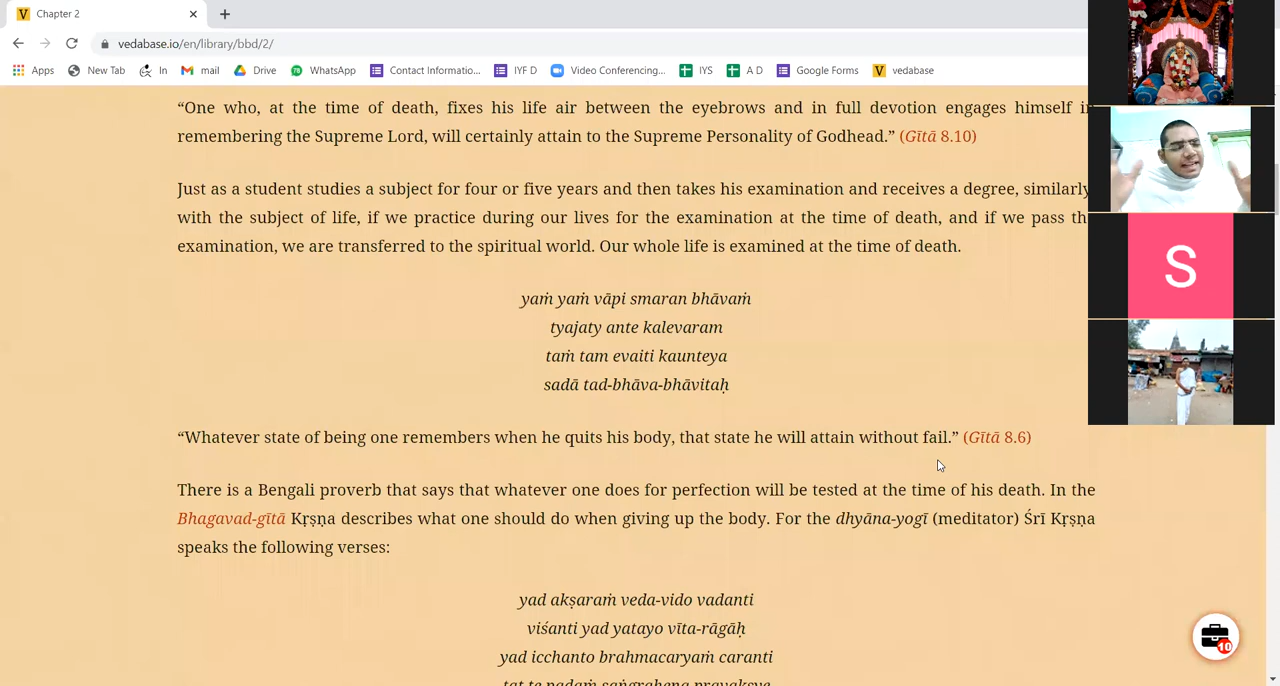 V Chapter 2
vedabase.io/en/library/bbd/2/
Apps New Tab In mail Drive WhatsApp Contact Informatio... IYF D Video Conferencing... IYS A D Google Forms V vedabase
“One who, at the time of death, fixes his life air between the eyebrows and in full devotion engages himself in
remembering the Supreme Lord, will certainly attain to the Supreme Personality of Godhead.” (Gītā 8.10)
Just as a student studies a subject for four or five years and then takes his examination and receives a degree, similarly
with the subject of life, if we practice during our lives for the examination at the time of death, and if we pass th
examination, we are transferred to the spiritual world. Our whole life is examined at the time of death.
yaṁ yaṁ vāpi smaran bhāvaṁ
tyajaty ante kalevaram
taṁ tam evaiti kaunteya
sadā tad-bhāva-bhāvitaḥ
“Whatever state of being one remembers when he quits his body, that state he will attain without fail.” (Gītā 8.6)
There is a Bengali proverb that says that whatever one does for perfection will be tested at the time of his death. In the
Bhagavad-gītā Kṛṣṇa describes what one should do when giving up the body. For the dhyāna-yogī (meditator) Śrī Kṛṣṇa
speaks the following verses:
yad akṣaraṁ veda-vido vadanti
viśanti yad yatayo vīta-rāgāḥ
yad icchanto brahmacaryaṁ caranti
tat te padaṁ saṅgraheṇa pravakṣye
S
10